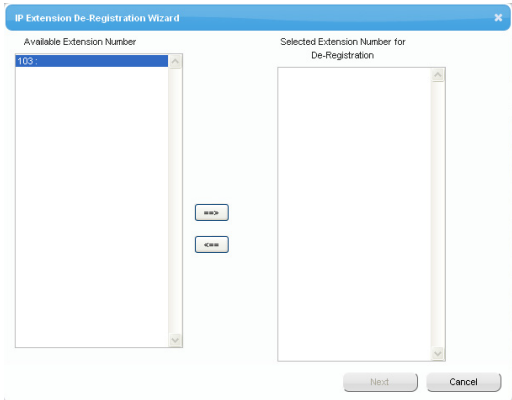 IP Extension De-Registration Wizard
Available Extension Number
Selected Extension Number for
De-Registration
103 :
==>
<==
Next
Cancel